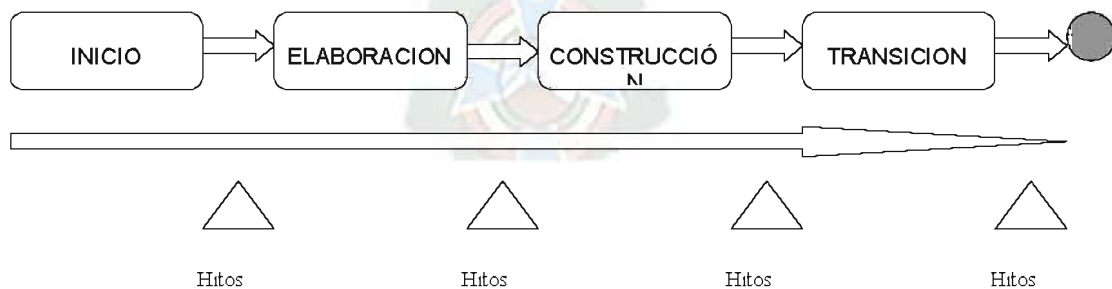 INICIO
ELABORACION
CONSTRUCCIÓ
N
TRANSICION
Hitos
Hitos
Hitos
Hitos